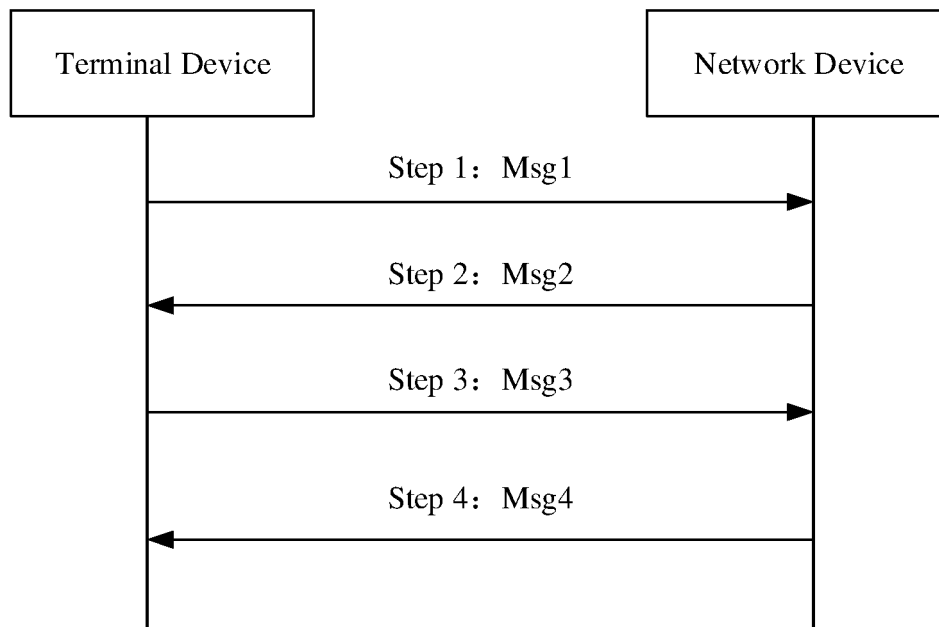 Terminal Device
Network Device
Step 1：Msg1
Step 2：Msg2
Step 3：Msg3
Step 4：Msg4